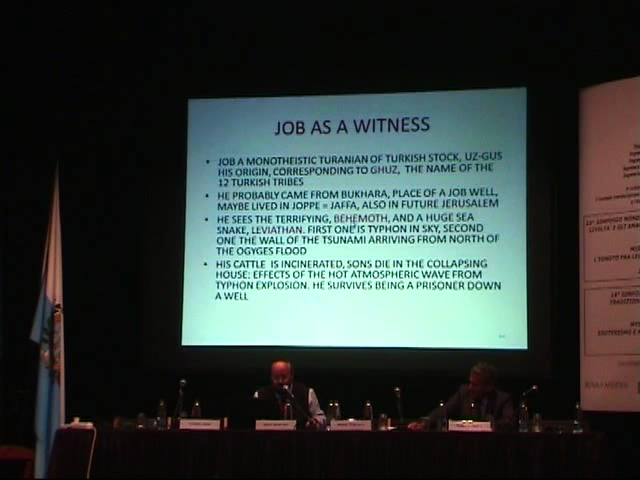 JOB AS A WITNESS
• JOB A MONOTHEISTIC TURANIAN OF TURKISH STOCK, UZ-GUS
HIS ORIGIN, CORRESPONDING TO GHUZ, THE NAME OF THE
12 TURKISH TRIBES
• HE PROBABLY CAME FROM BUKHARA, PLACE OF A JOB WELL,
MAYBE LIVED IN JOPPE = JAFFA, ALSO IN FUTURE JERUSALEM
• HE SEES THE TERRIFYING, BEHEMOTH, AND A HUGE SEA
SNAKE, LEVIATHAN. FIRST ONE IS TYPHON IN SKY, SECOND
ONE THE WALL OF THE TSUNAMI ARRIVING FROM NORTH OF
THE OGYGES FLOOD
• HIS CATTLE IS INCINERATED, SONS DIE IN THE COLLAPSING
HOUSE: EFFECTS OF THE HOT ATMOSPHERIC WAVE FROM
TYPHON EXPLOSION. HE SURVIVES BEING A PRISONER DOWN
A WELL